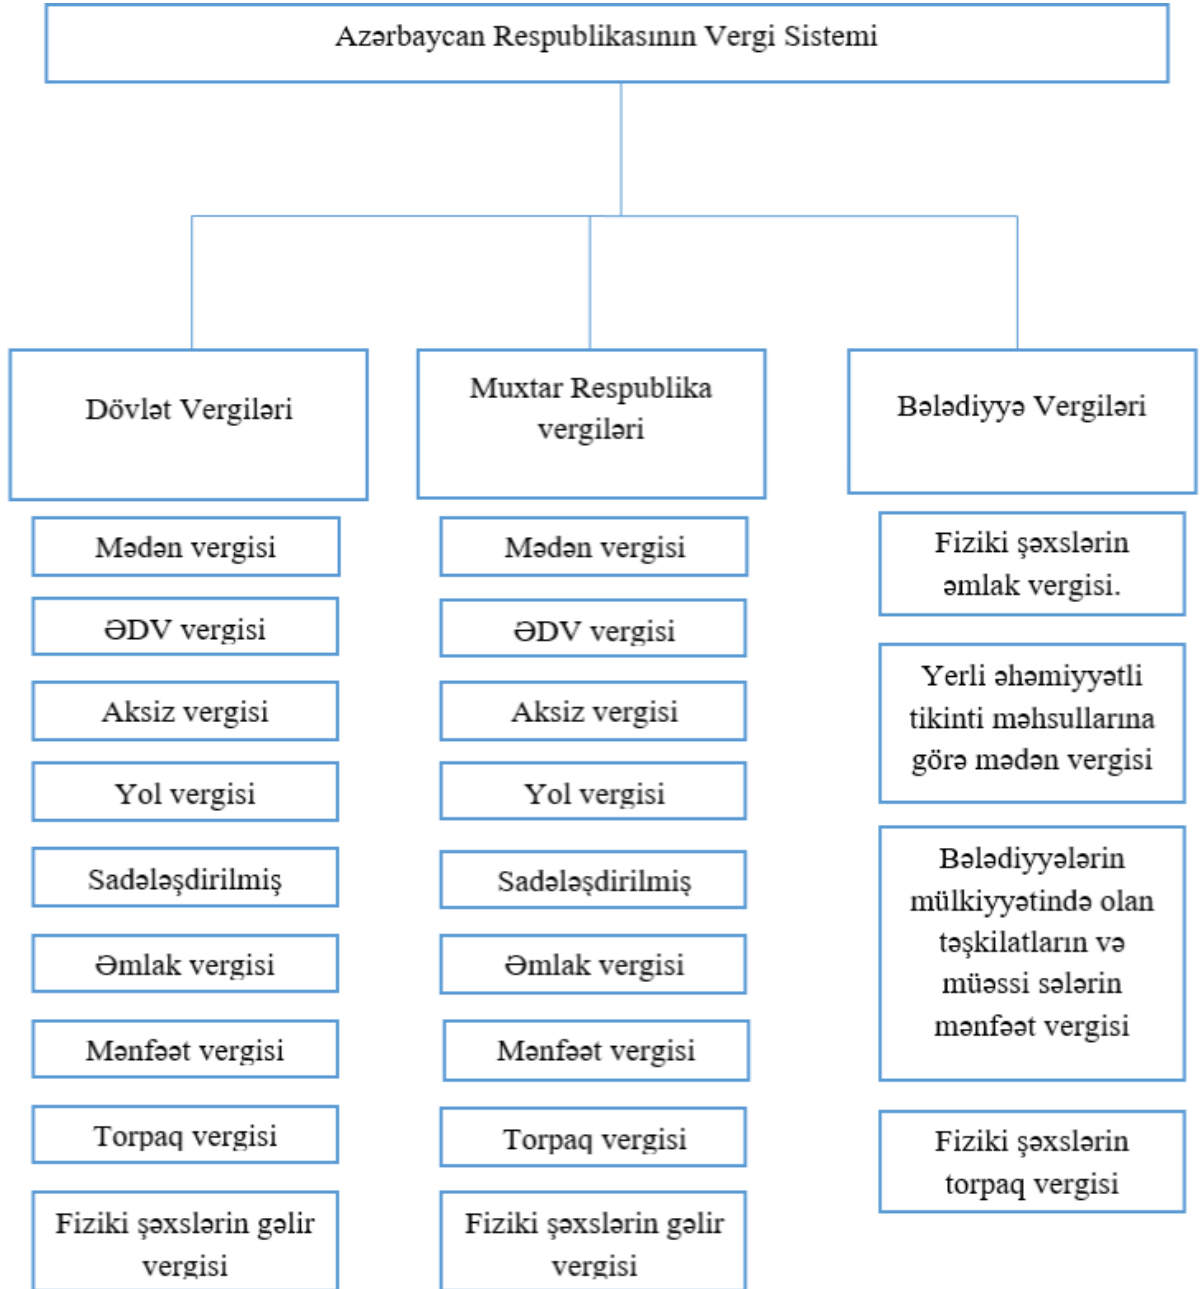 Azərbaycan Respublikasının Vergi Sistemi
Dövlət Vergiləri
Mədən vergisi
ƏDV vergisi
Aksiz vergisi
Yol vergisi
Sadələşdirilmiş
Əmlak vergisi
Mənfəət vergisi
Torpaq vergisi
Fiziki şəxslərin gəlir
vergisi
Muxtar Respublika
vergiləri
Mədən vergisi
ƏDV vergisi
Aksiz vergisi
Yol vergisi
Sadələşdirilmiş
Əmlak vergisi
Mənfəət vergisi
Torpaq vergisi
Fiziki şəxslərin gəlir
vergisi
Bələdiyyə Vergiləri
Fiziki şəxslərin
əmlak vergisi.
Yerli əhəmiyyətli
tikinti məhsullarına
görə mədən vergisi
Bələdiyyələrin
mülkiyyətində olan
təşkilatların və
müəssi sələrin
mənfəət vergisi
Fiziki şəxslərin
torpaq vergisi